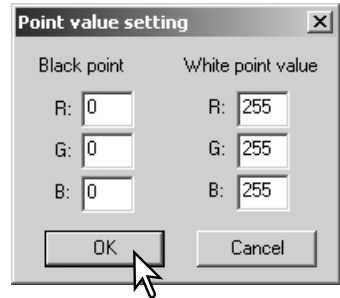 Point value setting
Black point White point value
R: 0 R: 255
G: 0 G: 255
B: 0 B: 255
OK Cancel